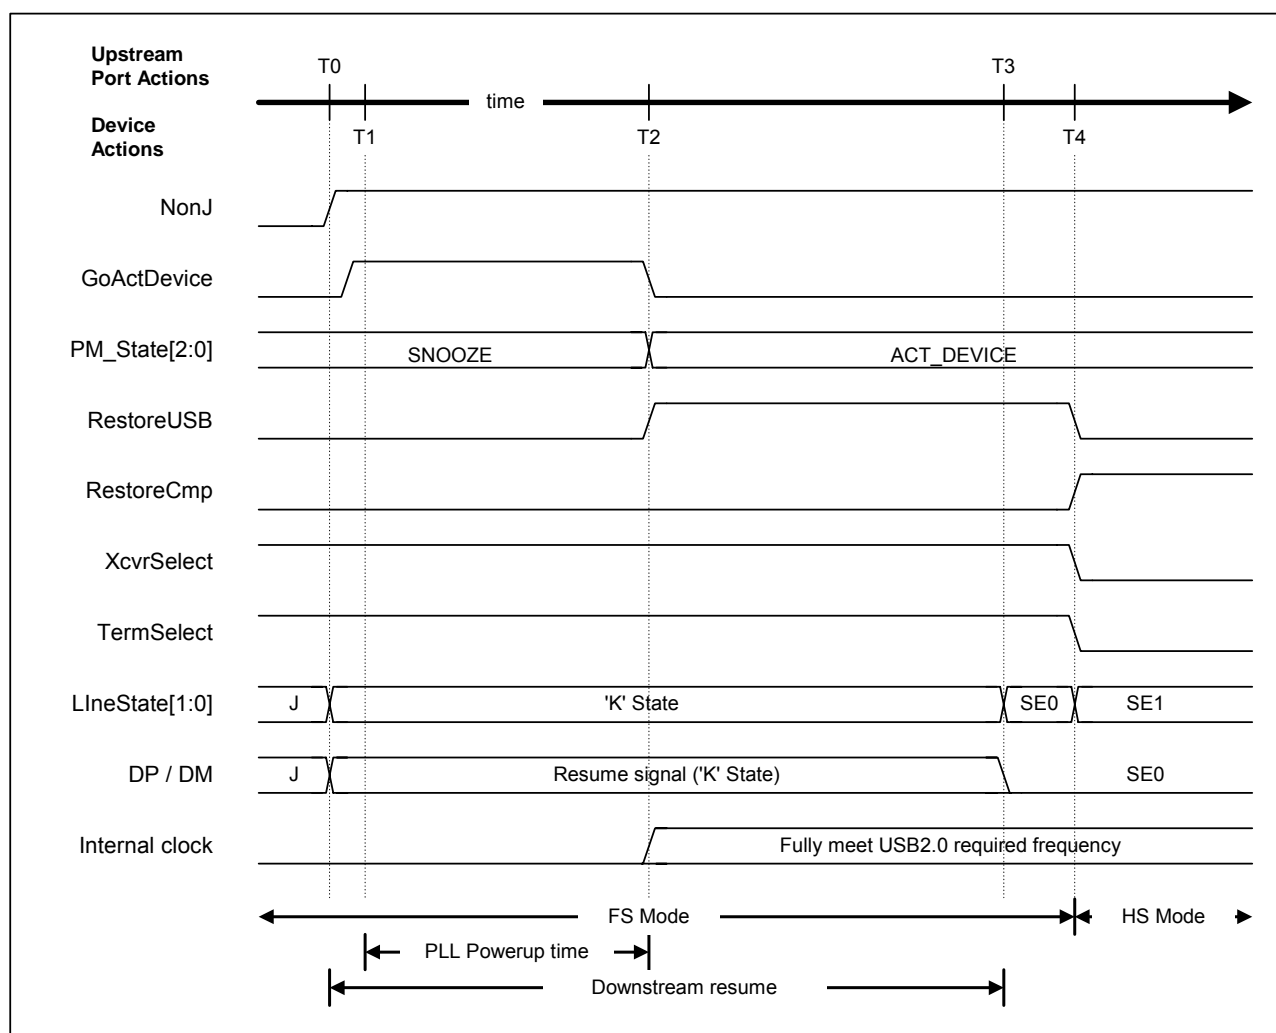 Upstream
Port Actions
T0
T3
time
Device
Actions
T1
T2
T4
NonJ
GoActDevice
PM_State[2:0]
SNOOZE
ACT_DEVICE
RestoreUSB
RestoreCmp
XcvrSelect
TermSelect
LIneState[1:0]
J
'K' State
SE0
SE1
DP / DM
J
Resume signal ('K' State)
SE0
Internal clock
Fully meet USB2.0 required frequency
FS Mode
HS Mode
PLL Powerup time
Downstream resume